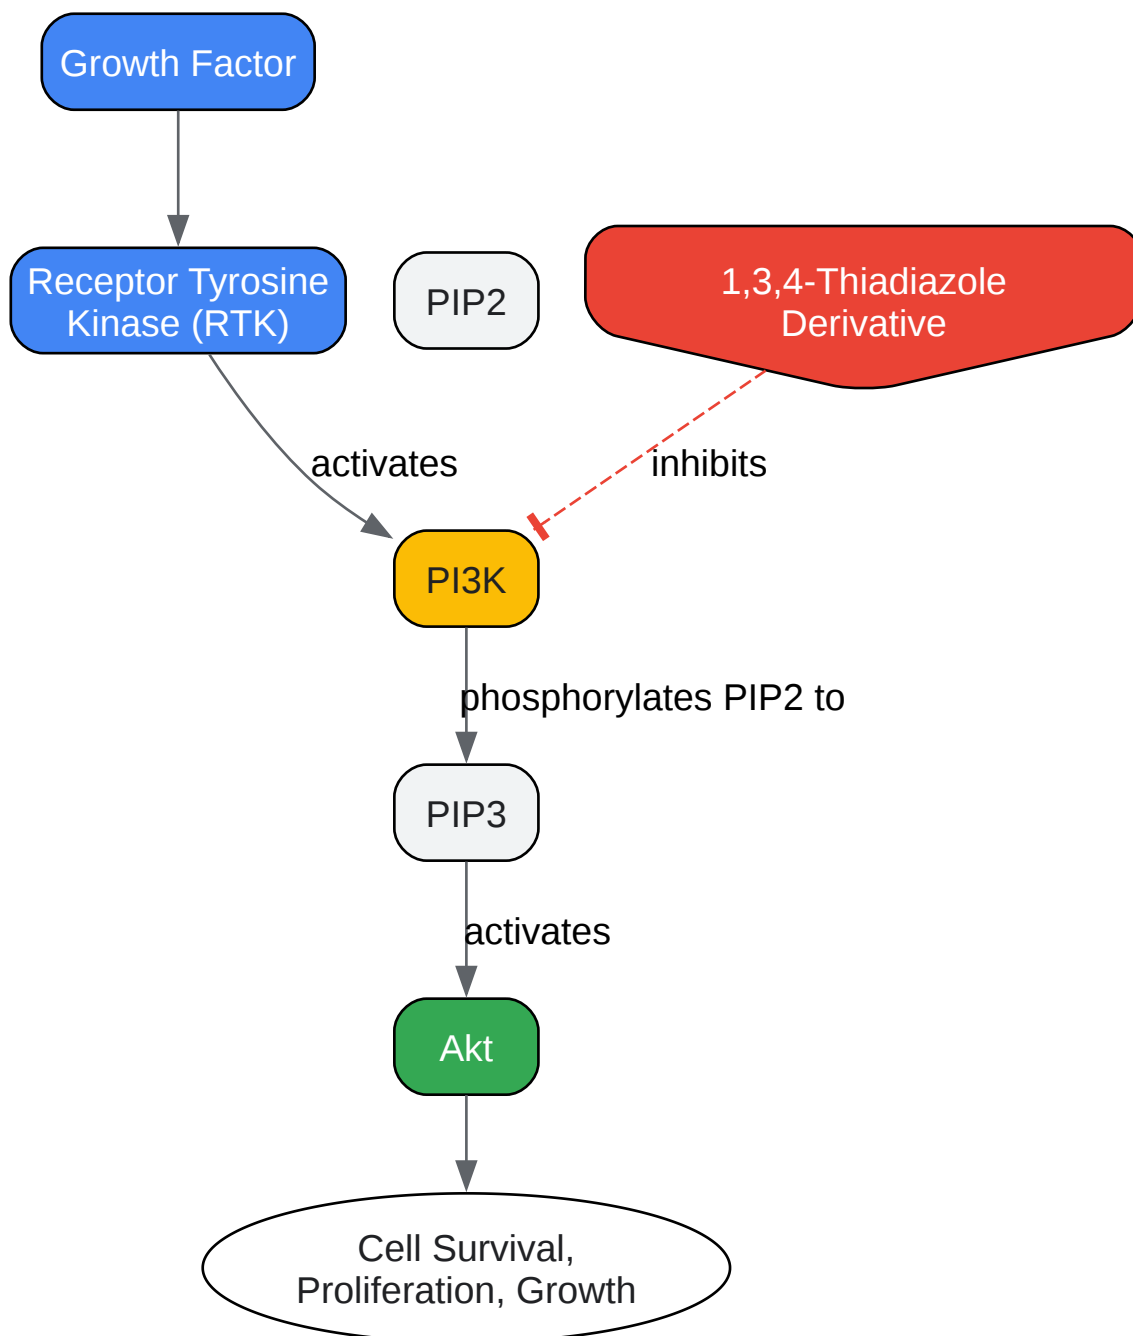 Growth Factor
Receptor Tyrosine
Kinase (RTK)
PIP2
1,3,4-Thiadiazole
Derivative
activates
inhibits
PI3K
phosphorylates PIP2 to
PIP3
activates
Akt
Cell Survival,
Proliferation, Growth